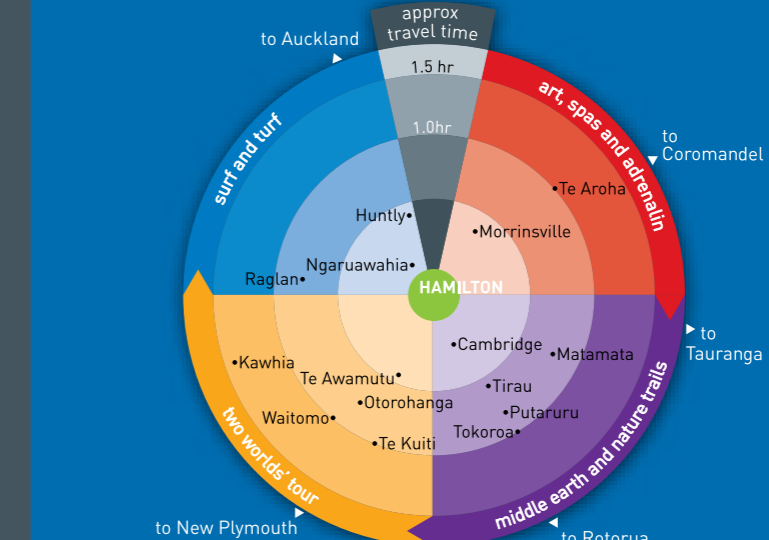 approx
travel time
to Auckland
1.5 hr
1.0hr
surf and turf
art, spas and adrenalin
to
Coromandel
Te Aroha
Huntly
Morrinsville
Ngaruawahia
Raglan
HAMILTON
to
Tauranga
Cambridge
Matamata
Kawhia
Te Awamutu
Tirau
Otorohanga
Putaruru
Waitomo
Tokoroa
Te Kuiti
two worlds' tour
middle earth and nature trails
to New Plymouth
to Rotorua